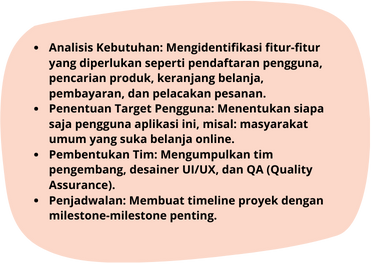 • Analisis Kebutuhan: Mengidentifikasi fitur-fitur
yang diperlukan seperti pendaftaran pengguna,
pencarian produk, keranjang belanja,
pembayaran, dan pelacakan pesanan.
• Penentuan Target Pengguna: Menentukan siapa
saja pengguna aplikasi ini, misal: masyarakat
umum yang suka belanja online.
• Pembentukan Tim: Mengumpulkan tim
pengembang, desainer UI/UX, dan QA (Quality
Assurance).
• Penjadwalan: Membuat timeline proyek dengan
milestone-milestone penting.